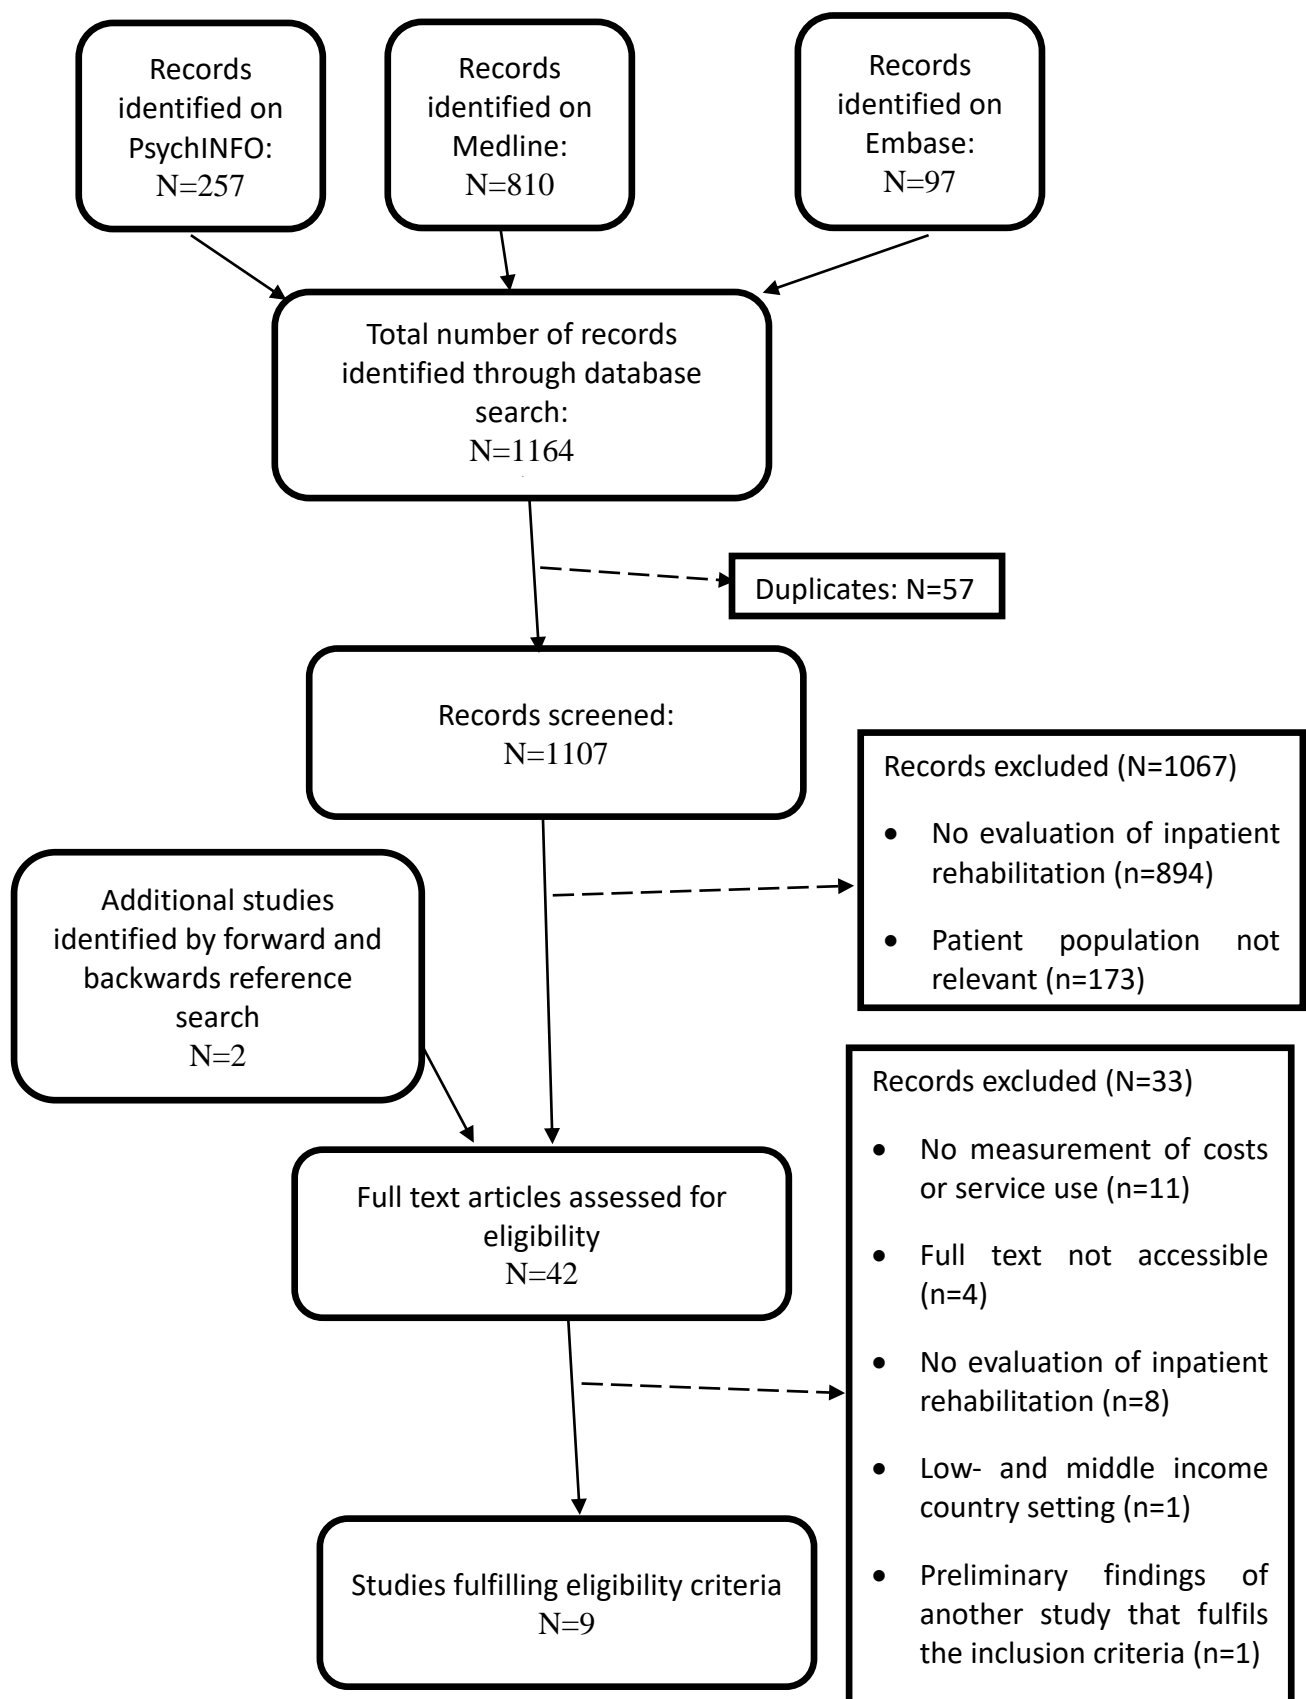 Records
identified on
PsychINFO:
N=257
Records
identified on
Medline:
N=810
Records
identified on
Embase:
N=97
Total number of records
identified through database
search:
N=1164
Duplicates: N=57
Records screened:
N=1107
Records excluded (N=1067)
• No evaluation of inpatient
rehabilitation (n=894)
• Patient population not
relevant (n=173)
Additional studies
identified by forward and
backwards reference
search
N=2
Full text articles assessed for
eligibility
N=42
Records excluded (N=33)
• No measurement of costs
or service use (n=11)
• Full text not accessible
(n=4)
• No evaluation of inpatient
rehabilitation (n=8)
• Low- and middle income
country setting (n=1)
• Preliminary findings of
another study that fulfils
the inclusion criteria (n=1)
Studies fulfilling eligibility criteria
N=9